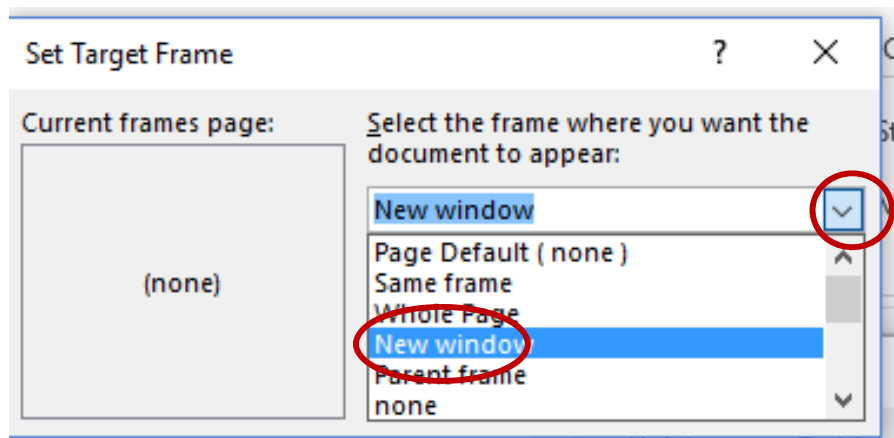 Set Target Frame ?
Current frames page:
(none)
Select the frame where you want the
document to appear:
New window
Page Default ( none )
Same frame
Whole Page
New window
Parent frame
none